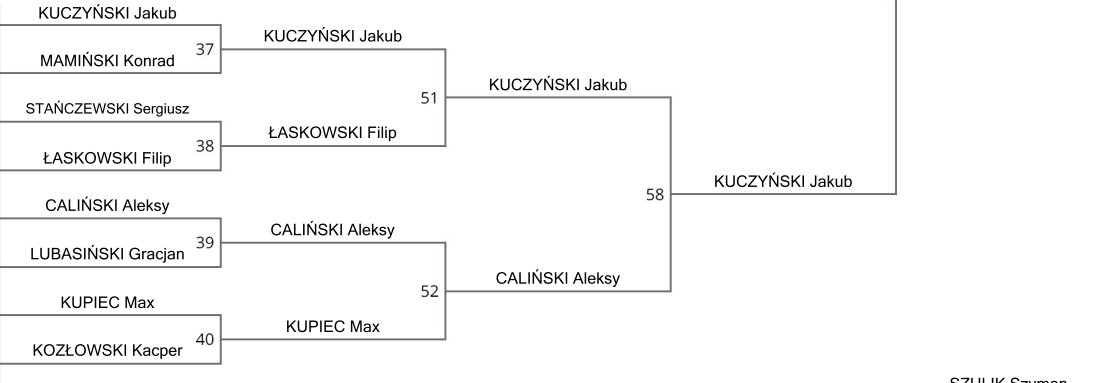 KUCZYŃSKI Jakub
37
MAMIŃSKI Konrad
KUCZYŃSKI Jakub
51
STAŃCZEWSKI Sergiusz
38
ŁASKOWSKI Filip
ŁASKOWSKI Filip
KUCZYŃSKI Jakub
58
KUCZYŃSKI Jakub
CALIŃSKI Aleksy
39
LUBASIŃSKI Gracjan
CALIŃSKI Aleksy
52
CALIŃSKI Aleksy
KUPIEC Max
40
KOZŁOWSKI Kacper
KUPIEC Max